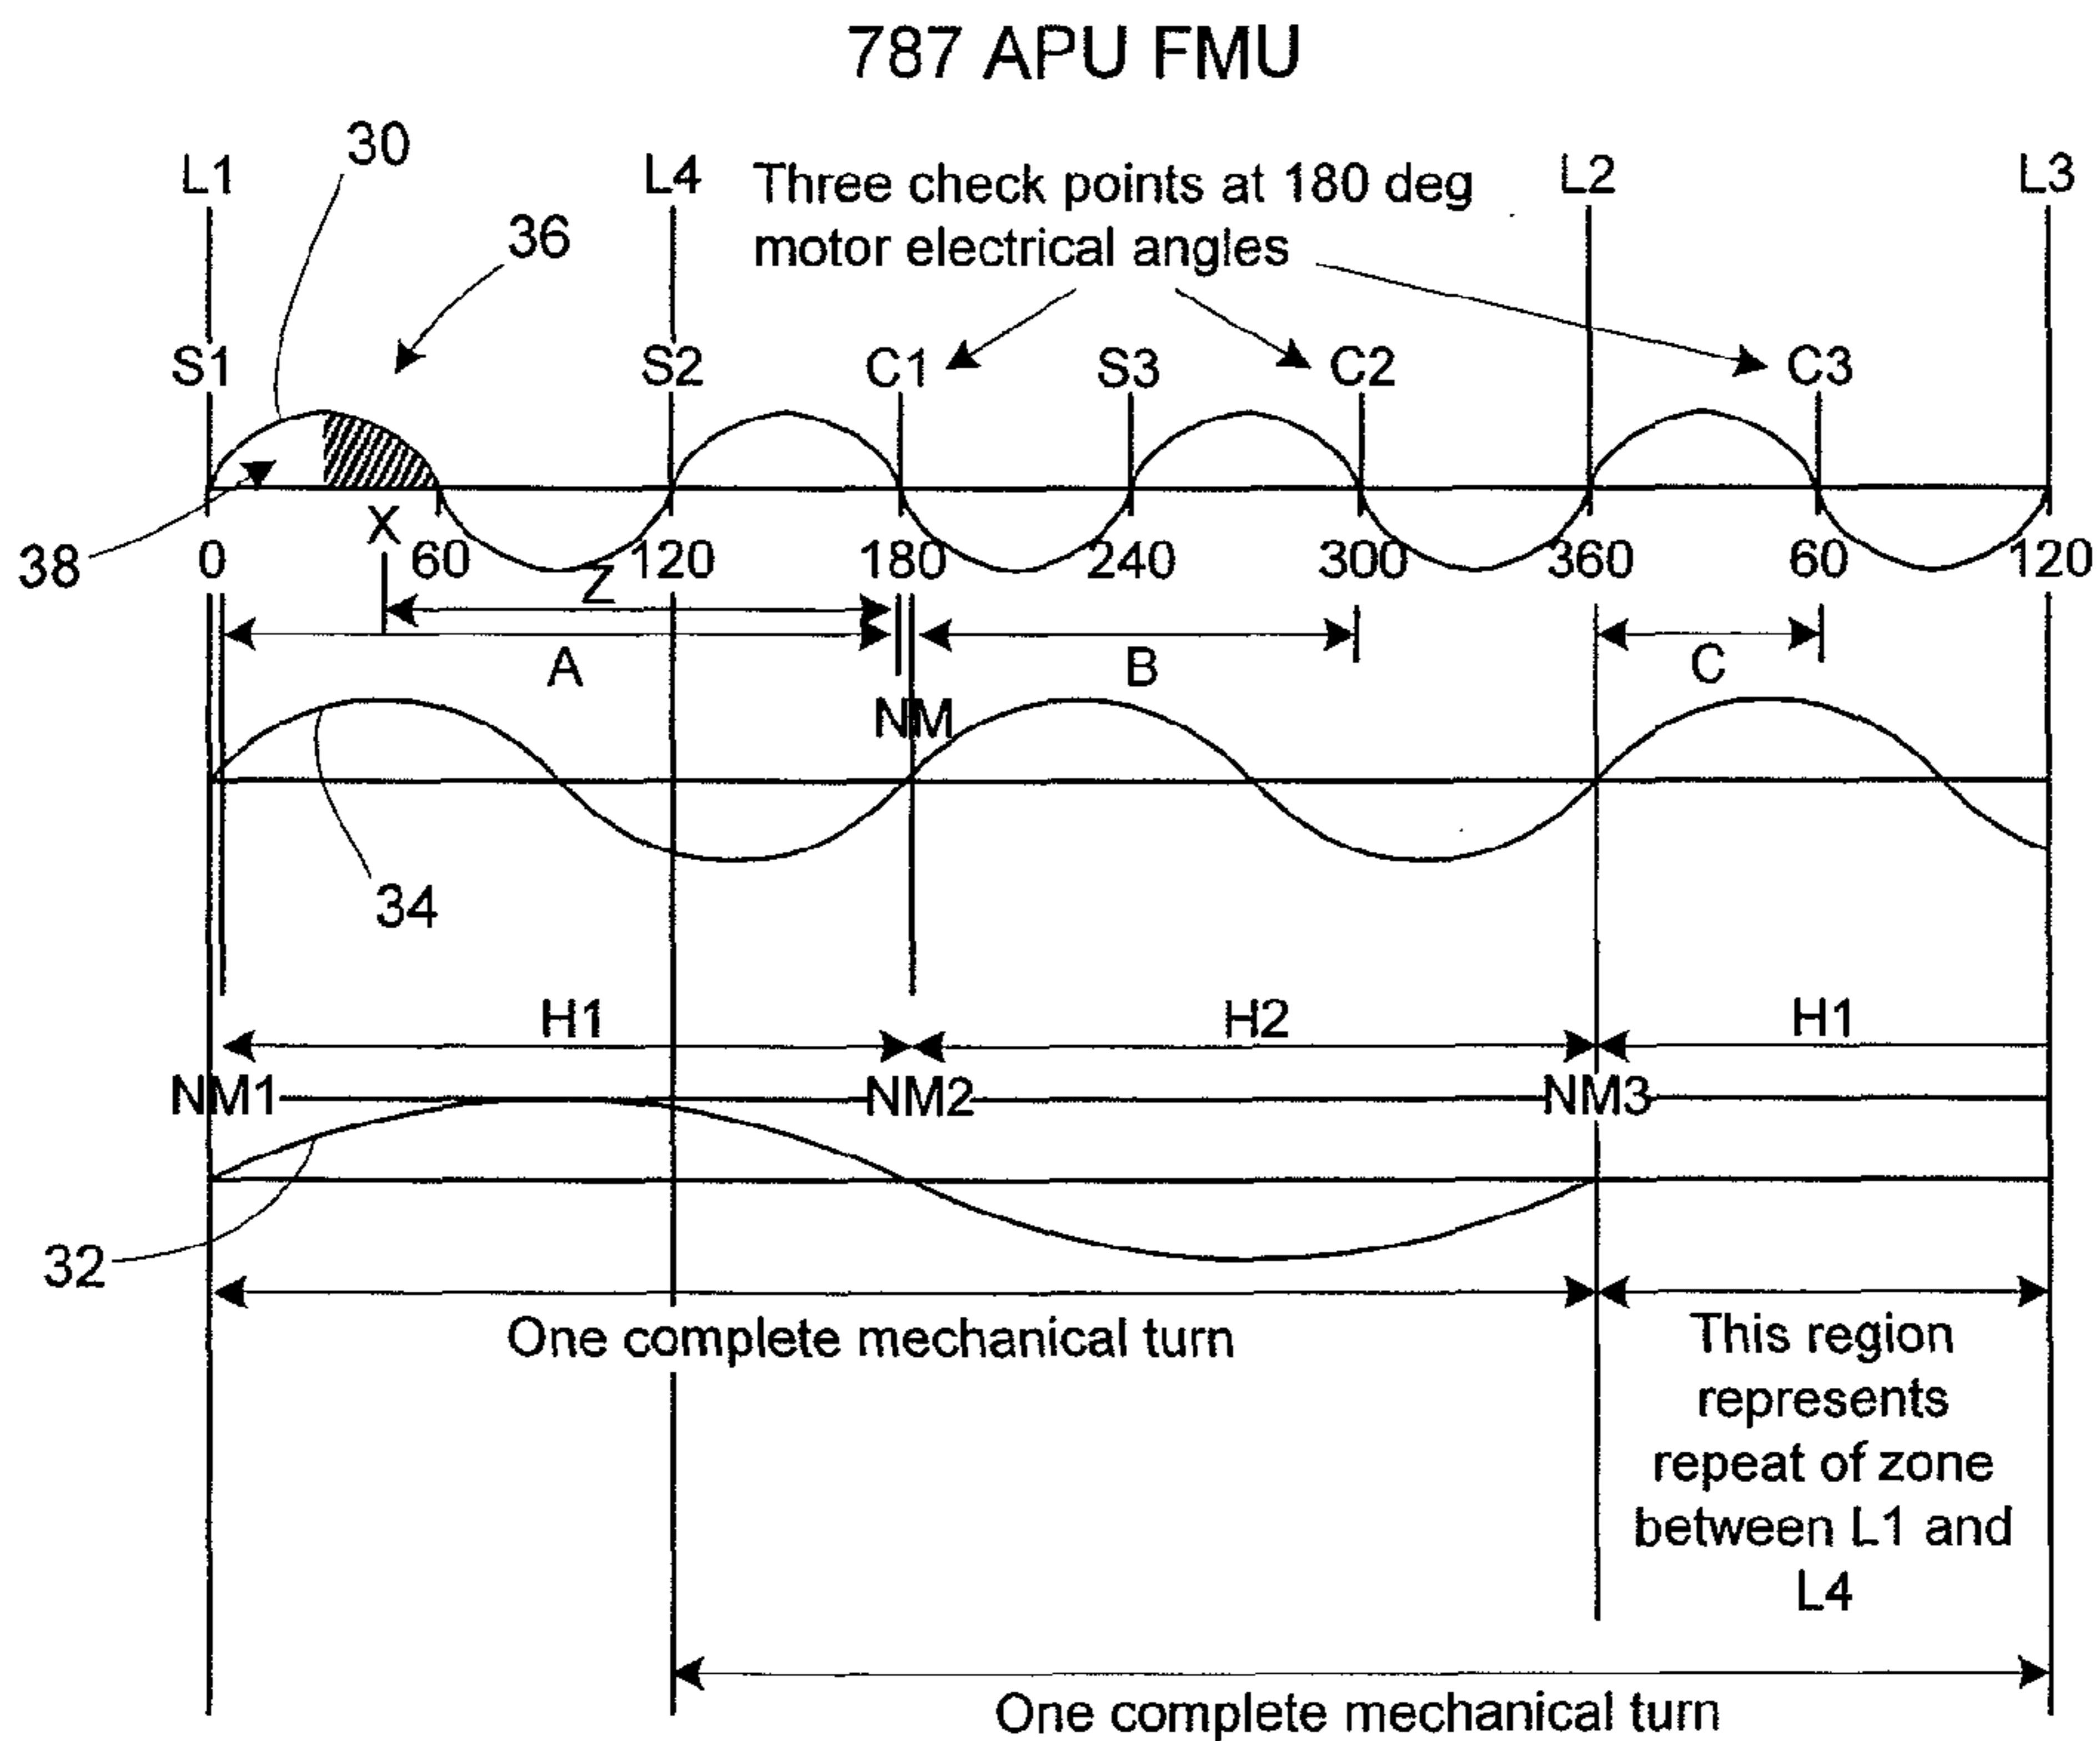 787 APU FMU
30
L1
L4
Three check points at 180 deg
motor electrical angles
L2
L3
36
S1
S2
C1
S3
C2
C3
38
X
0
60
120
180
240
300
360
60
120
Z
A
B
C
NM
34
H1
H2
H1
NM1
NM2
NM3
32
One complete mechanical turn
This region
represents
repeat of zone
between L1 and
L4
One complete mechanical turn